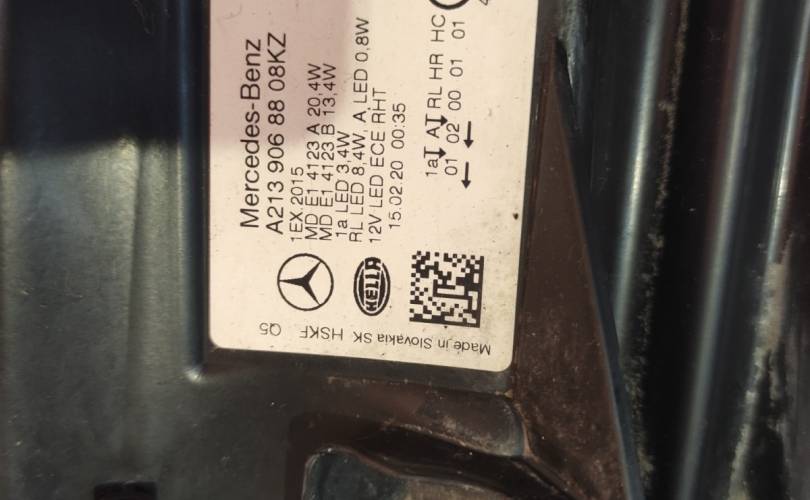 Mercedes-Benz
A213 906 88 08KZ
1EX.2015
MD E1 4123 A 20,4W
MD E1 4123 B 13,4W
1a LED 3,4W
RL LED 8,4W, A LED 0,8W
12V LED ECE RHT
15.02.20 00:35
1a A RL HR HC
01 02 00 01 01
HELLA
Made in Slovakia SK HSKF Q5